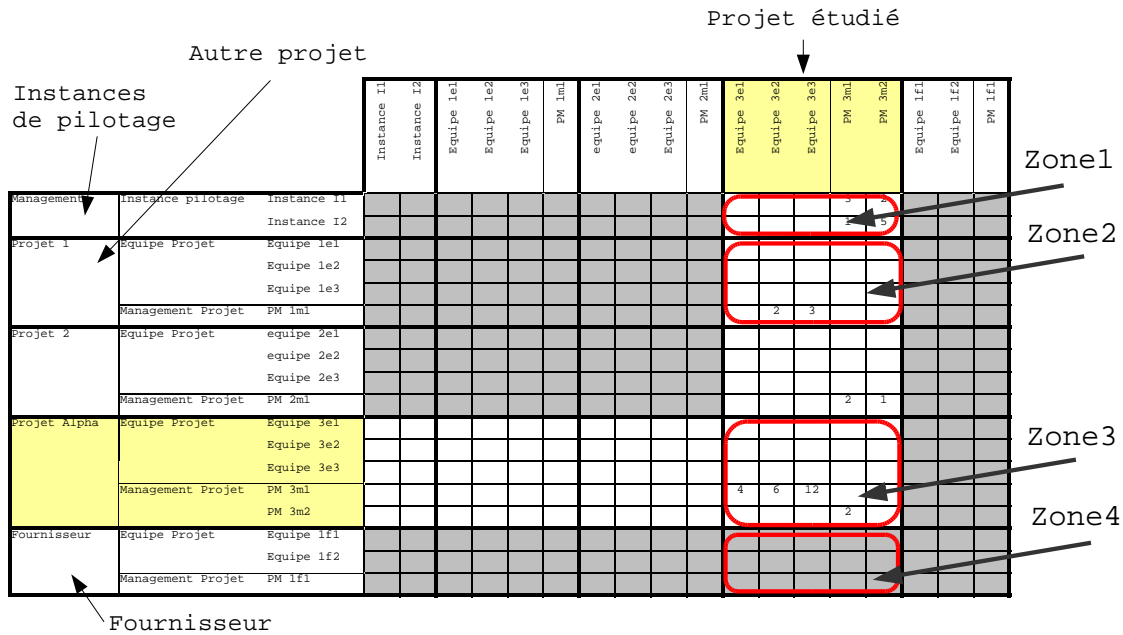 Projet étudié
Autre projet
Instances
de pilotage
Instance I1
Instance I2
Equipe 1e1
Equipe 1e2
Equipe 1e3
PM 1m1
equipe 2e1
equipe 2e2
Equipe 2e3
PM 2m1
Equipe 3e1
Equipe 3e2
Equipe 3e3
PM 3m1
PM 3m2
Equipe 1f1
Equipe 1f2
PM 1f1
Zone1
Management Instance pilotage Instance I1 3 2
Instance I2 1 5
Zone2
Projet 1 Equipe Projet Equipe 1e1
Equipe 1e2
Equipe 1e3
Management Projet PM 1m1 2 3
Projet 2 Equipe Projet equipe 2e1
equipe 2e2
Equipe 2e3
Management Projet PM 2m1 2 1
Projet Alpha Equipe Projet Equipe 3e1
Equipe 3e2
Zone3
Equipe 3e3
Management Projet PM 3m1 4 6 12
PM 3m2 2
Zone4
Fournisseur Equipe Projet Equipe 1f1
Equipe 1f2
Management Projet PM 1f1
Fournisseur